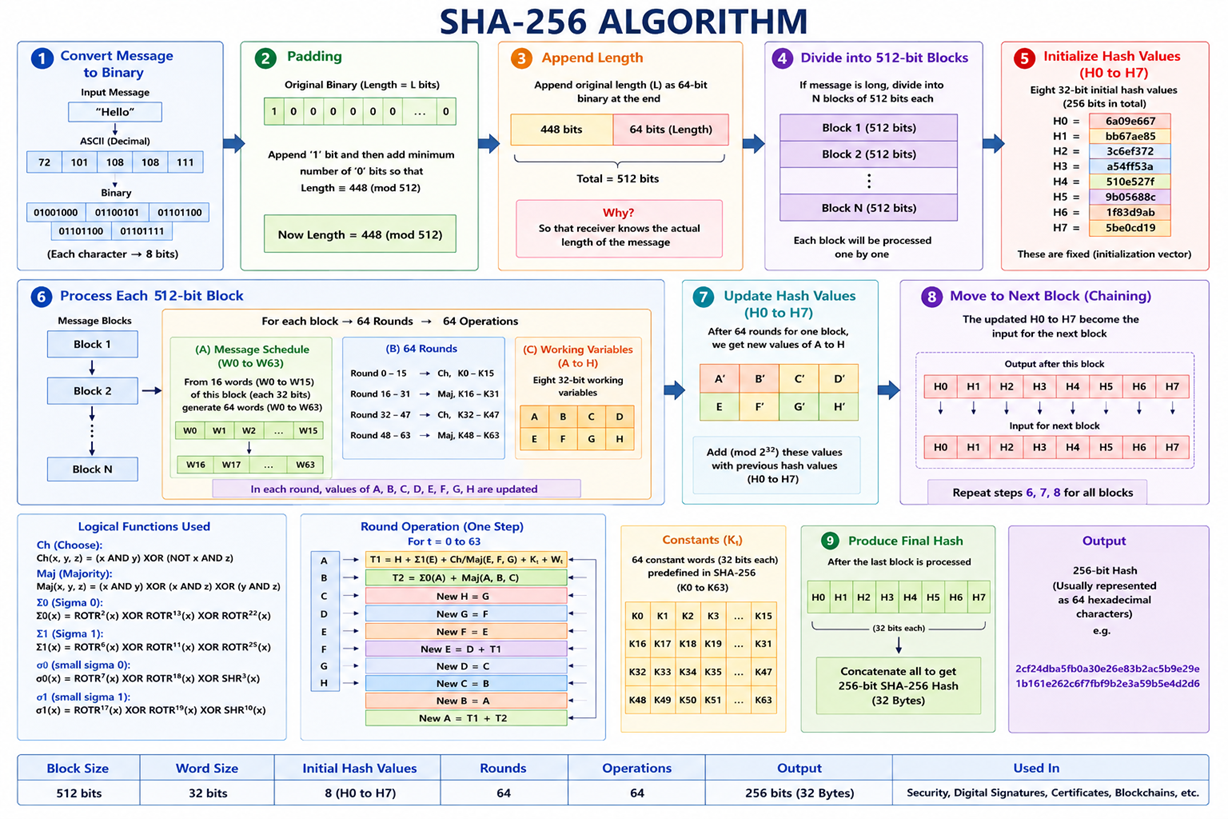 SHA-256 ALGORITHM
1 Convert Message
to Binary
Input Message
"Hello"
ASCII (Decimal)
72 101 108 108 111
Binary
01001000 01100101 01101100
01101100 01101111
(Each character → 8 bits)
2 Padding
Original Binary (Length = L bits)
1 0 0 0 0 0 0 ... 0
Append '1' bit and then add minimum
number of '0' bits so that
Length ≡ 448 (mod 512)
Now Length = 448 (mod 512)
3 Append Length
Append original length (L) as 64-bit
binary at the end
448 bits 64 bits (Length)
Total = 512 bits
Why?
So that receiver knows the actual
length of the message
4 Divide into 512-bit Blocks
If message is long, divide into
N blocks of 512 bits each
Block 1 (512 bits)
Block 2 (512 bits)
⋮
Block N (512 bits)
Each block will be processed
one by one
5 Initialize Hash Values
(H0 to H7)
Eight 32-bit initial hash values
(256 bits in total)
H0 = 6a09e667
H1 = bb67ae85
H2 = 3c6ef372
H3 = a54ff53a
H4 = 510e527f
H5 = 9b05688c
H6 = 1f83d9ab
H7 = 5be0cd19
These are fixed (initialization vector)
6 Process Each 512-bit Block
Message Blocks
Block 1
Block 2
⋮
Block N
For each block → 64 Rounds → 64 Operations
(A) Message Schedule
(W0 to W63)
From 16 words (W0 to W15)
of this block (each 32 bits)
generate 64 words (W0 to W63)
W0 W1 W2 ... W15
W16 W17 ... W63
(B) 64 Rounds
Round 0 – 15 → Ch, K0 – K15
Round 16 – 31 → Maj, K16 – K31
Round 32 – 47 → Ch, K32 – K47
Round 48 – 63 → Maj, K48 – K63
(C) Working Variables
(A to H)
Eight 32-bit working
variables
A B C D
E F G H
In each round, values of A, B, C, D, E, F, G, H are updated
7 Update Hash Values
(H0 to H7)
After 64 rounds for one block,
we get new values of A to H
A' B' C' D'
E F' G' H'
Add (mod 2³²) these values
with previous hash values
(H0 to H7)
8 Move to Next Block (Chaining)
The updated H0 to H7 become the
input for the next block
Output after this block
H0 H1 H2 H3 H4 H5 H6 H7
Input for next block
H0 H1 H2 H3 H4 H5 H6 H7
Repeat steps 6, 7, 8 for all blocks
Logical Functions Used
Ch (Choose):
Ch(x, y, z) = (x AND y) XOR (NOT x AND z)
Maj (Majority):
Maj(x, y, z) = (x AND y) XOR (x AND z) XOR (y AND z)
Σ0 (Sigma 0):
Σ0(x) = ROTR²(x) XOR ROTR¹³(x) XOR ROTR²²(x)
Σ1 (Sigma 1):
Σ1(x) = ROTR⁶(x) XOR ROTR¹¹(x) XOR ROTR²⁵(x)
σ0 (small sigma 0):
σ0(x) = ROTR⁷(x) XOR ROTR¹⁸(x) XOR SHR³(x)
σ1 (small sigma 1):
σ1(x) = ROTR¹⁷(x) XOR ROTR¹⁹(x) XOR SHR¹⁰(x)
Round Operation (One Step)
For t = 0 to 63
A T1 = H + Σ1(E) + Ch/Maj(E, F, G) + Kₜ + Wₜ
B T2 = Σ0(A) + Maj(A, B, C)
C New H = G
D New G = F
E New F = E
F New E = D + T1
G New D = C
H New C = B
New B = A
New A = T1 + T2
Constants (Kₜ)
64 constant words (32 bits each)
predefined in SHA-256
(K0 to K63)
K0 K1 K2 K3 ... K15
K16 K17 K18 K19 ... K31
K32 K33 K34 K35 ... K47
K48 K49 K50 K51 ... K63
9 Produce Final Hash
After the last block is processed
H0 H1 H2 H3 H4 H5 H6 H7
(32 bits each)
Concatenate all to get
256-bit SHA-256 Hash
(32 Bytes)
Output
256-bit Hash
(Usually represented
as 64 hexadecimal
characters)
e.g.
2cf24dba5fb0a30e26e83b2ac5b9e29e
1b161e262c6f7fbf9b2e3a59b5e4d2d6
Block Size Word Size Initial Hash Values Rounds Operations Output Used In
512 bits 32 bits 8 (H0 to H7) 64 64 256 bits (32 Bytes) Security, Digital Signatures, Certificates, Blockchains, etc.